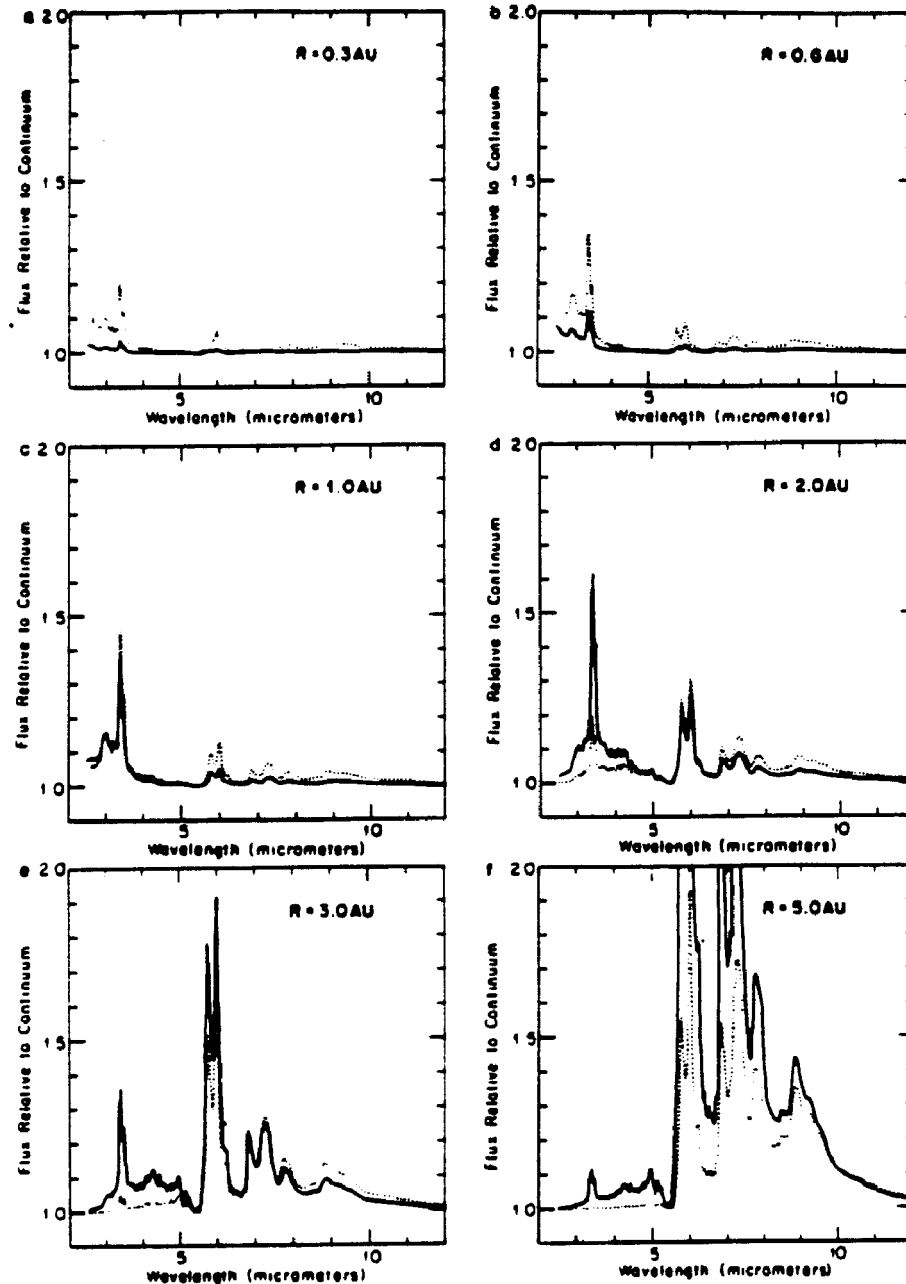 a
2.0
1.5
1.0
Flux Relative to Continuum
R = 0.3AU
5
10
Wavelength (micrometers)
b
2.0
1.5
1.0
Flux Relative to Continuum
R = 0.6AU
5
10
Wavelength (micrometers)
c
2.0
1.5
1.0
Flux Relative to Continuum
R = 1.0AU
5
10
Wavelength (micrometers)
d
2.0
1.5
1.0
Flux Relative to Continuum
R = 2.0AU
5
10
Wavelength (micrometers)
e
2.0
1.5
1.0
Flux Relative to Continuum
R = 3.0AU
5
10
Wavelength (micrometers)
f
2.0
1.5
1.0
Flux Relative to Continuum
R = 5.0AU
5
10
Wavelength (micrometers)